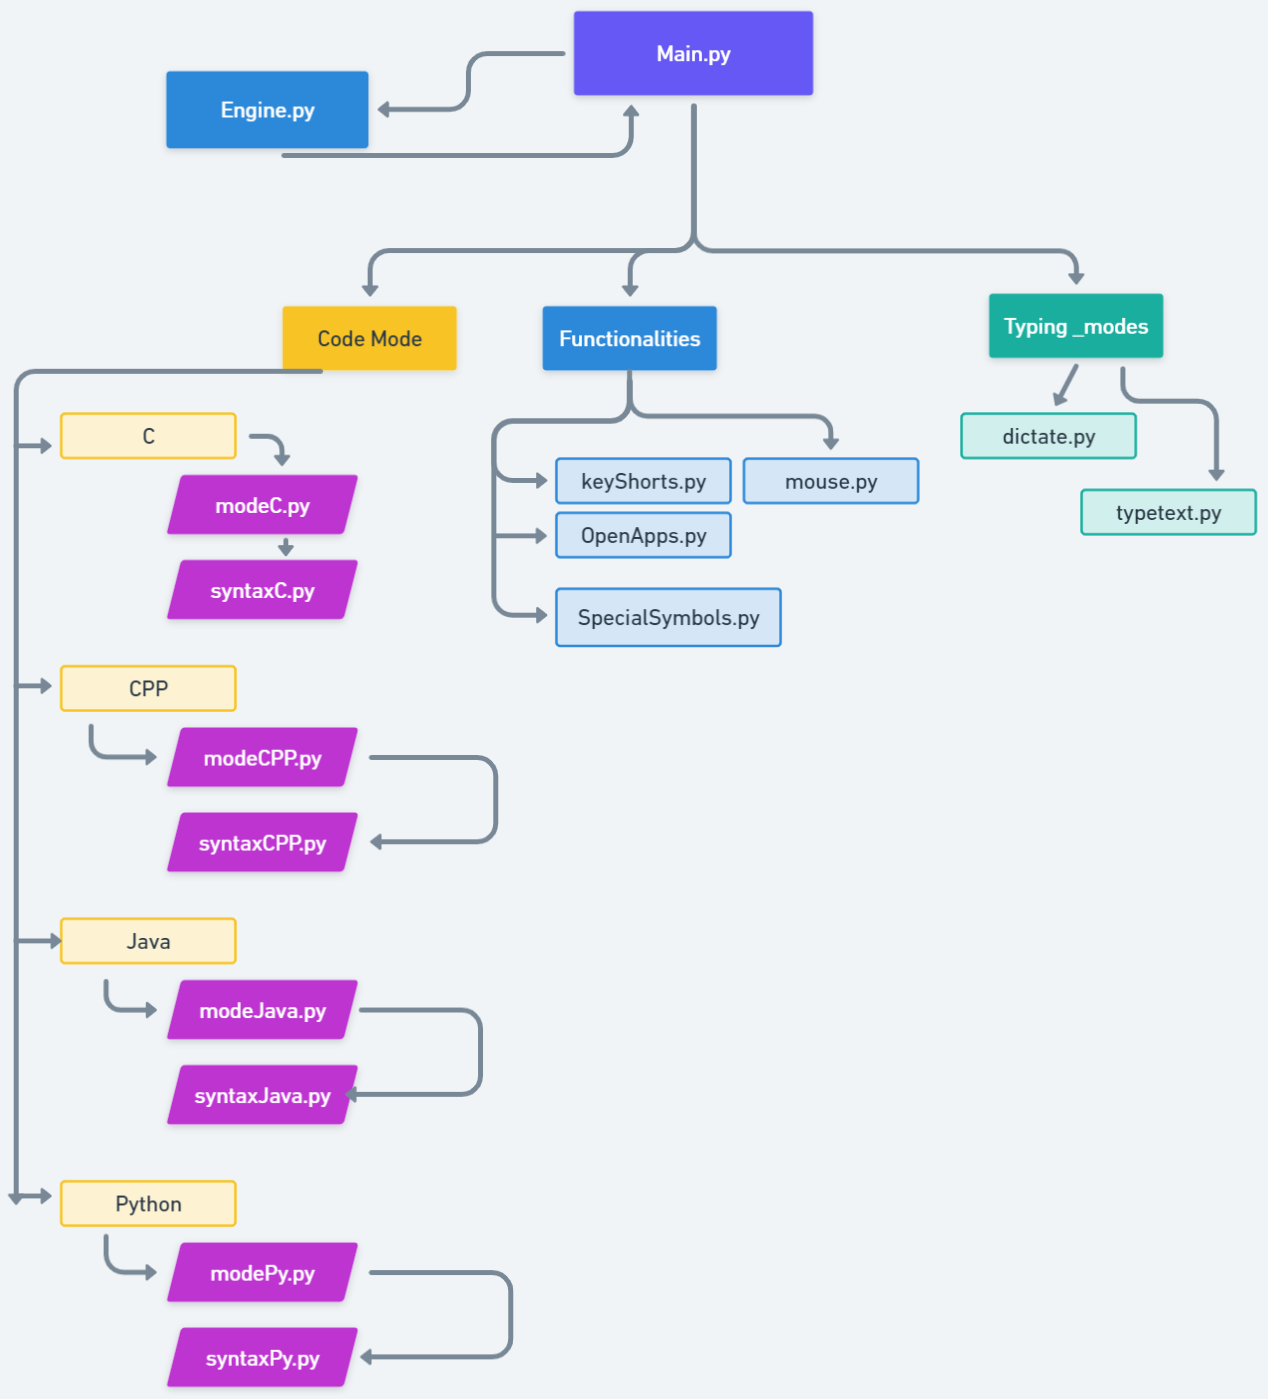 Main.py
Engine.py
Code Mode
Functionalities
Typing _modes
C
modeC.py
syntaxC.py
CPP
modeCPP.py
syntaxCPP.py
Java
modeJava.py
syntaxJava.py
Python
modePy.py
syntaxPy.py
keyShorts.py
mouse.py
OpenApps.py
SpecialSymbols.py
dictate.py
typetext.py